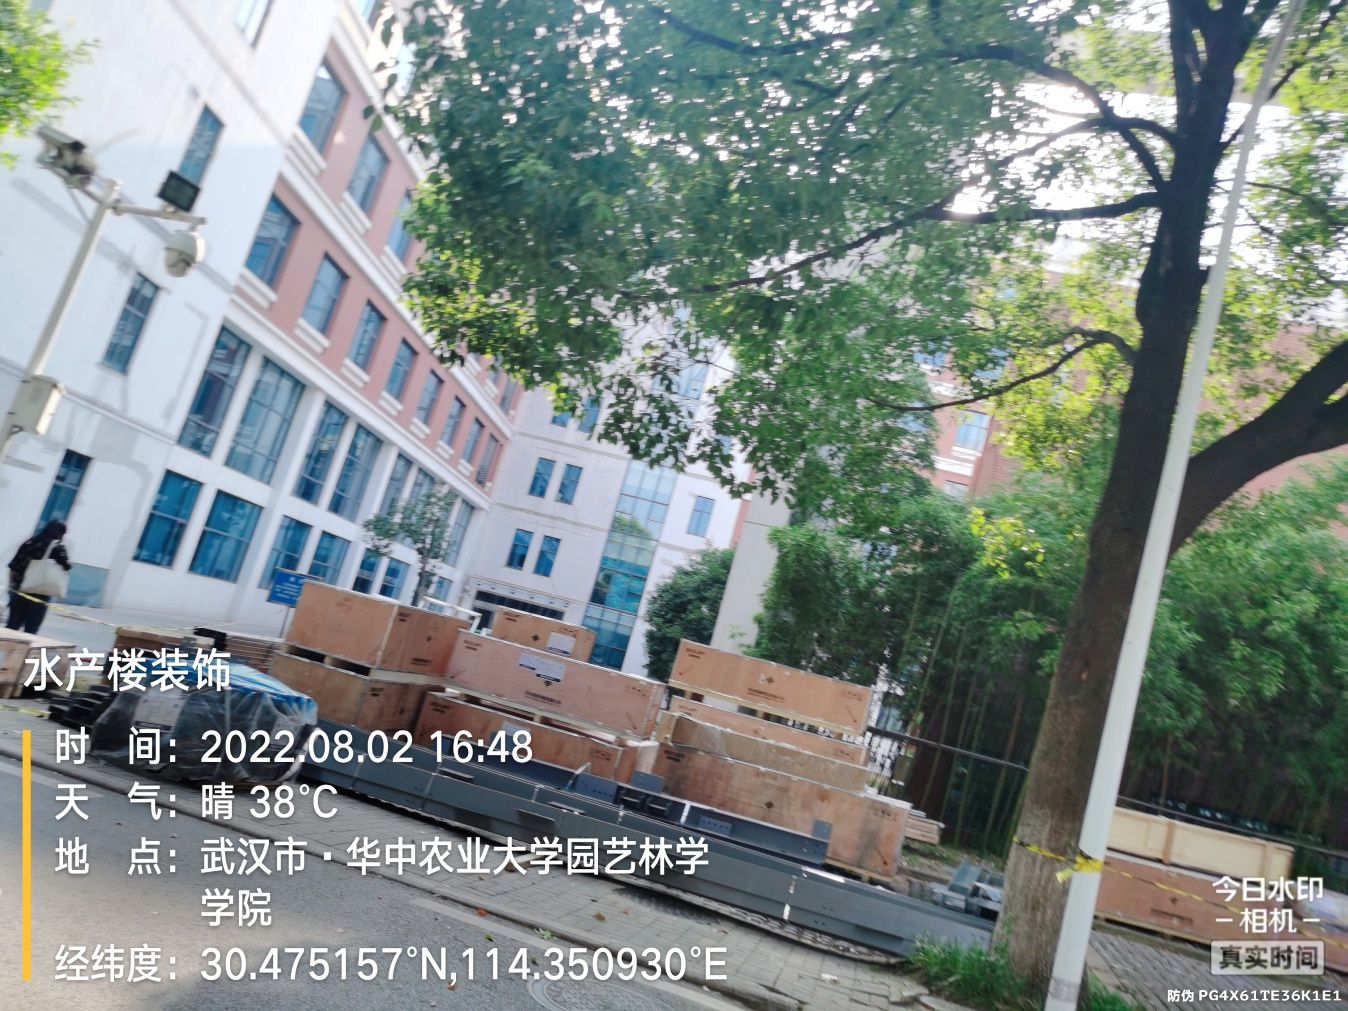 水产楼装饰
时 间：2022.08.02 16:48
天 气：晴 38°C
地 点：武汉市·华中农业大学园艺林学
学院
经纬度：30.475157°N,114.350930°E
今日水印
相机
真实时间
防伪 PG4X61TE36K1E1